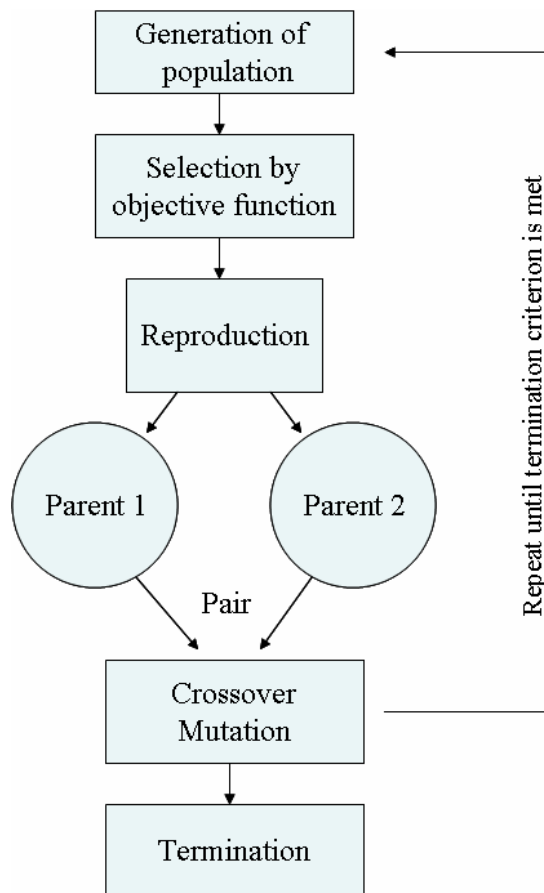 Generation of
population
Selection by
objective function
Reproduction
Parent 1
Parent 2
Pair
Crossover
Mutation
Termination
Repeat until termination criterion is met